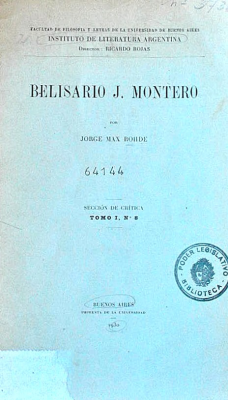 FACULTAD DE FILOSOFIA Y LETRAS DE LA UNIVERSIDAD DE BUENOS AIRES
INSTITUTO DE LITERATURA ARGENTINA
DIRECTOR: RICARDO ROJAS
BELISARIO J. MONTERO
POR
JORGE MAX ROHDE
64144
SECCIÓN DE CRÍTICA
TOMO I, Nº 8
PODER LEGISLATIVO
BIBLIOTECA
BUENOS AIRES
IMPRENTA DE LA UNIVERSIDAD
1930